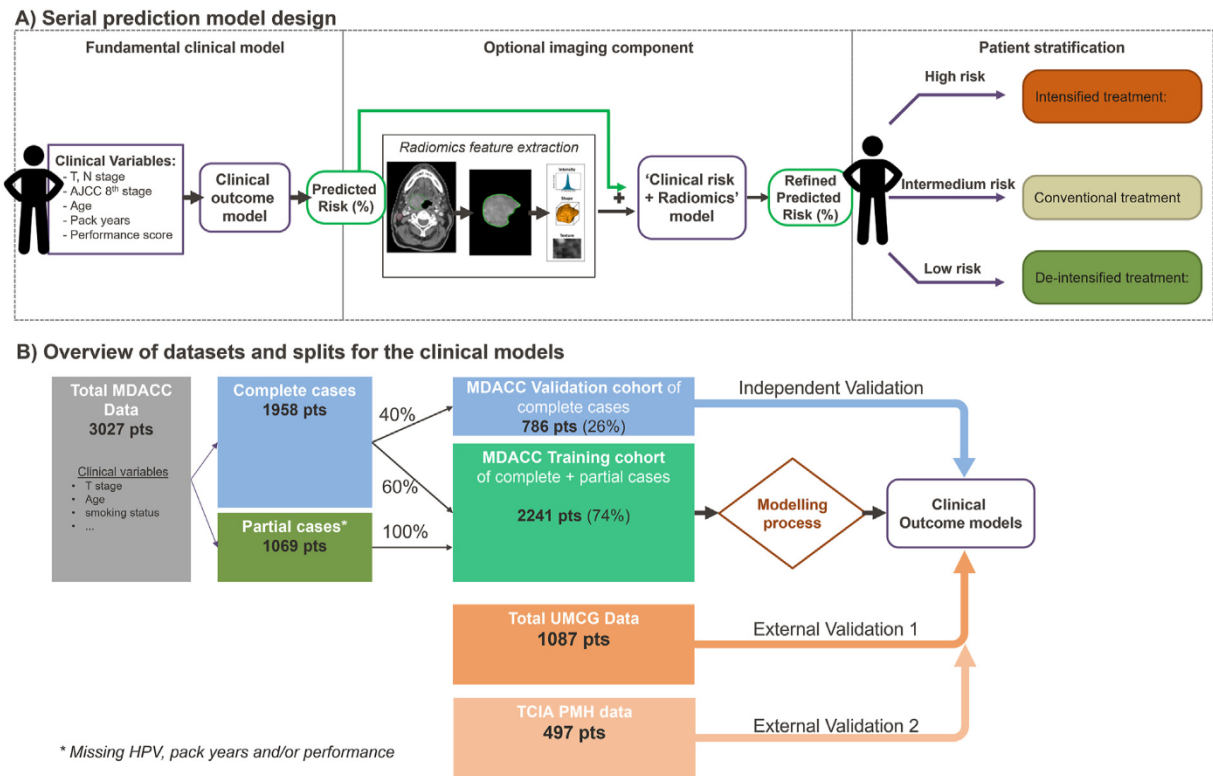 A) Serial prediction model design
Fundamental clinical model
Optional imaging component
Patient stratification
Clinical Variables:
- T, N stage
- AJCC 8th stage
- Age
- Pack years
- Performance score
Clinical
outcome
model
Predicted
Risk (%)
Radiomics feature extraction
Intensity
Shape
Texture
+
‘Clinical risk
+ Radiomics’
model
Refined
Predicted
Risk (%)
High risk
Intensified treatment:
Intermedium risk
Conventional treatment
Low risk
De-intensified treatment:
B) Overview of datasets and splits for the clinical models
Total MDACC
Data
3027 pts
Clinical variables
• T stage
• Age
• smoking status
• ...
Complete cases
1958 pts
Partial cases*
1069 pts
40%
60%
100%
MDACC Validation cohort of
complete cases
786 pts (26%)
MDACC Training cohort
of complete + partial cases
2241 pts (74%)
Independent Validation
Modelling
process
Clinical
Outcome models
Total UMCG Data
1087 pts
External Validation 1
TCIA PMH data
497 pts
External Validation 2
* Missing HPV, pack years and/or performance